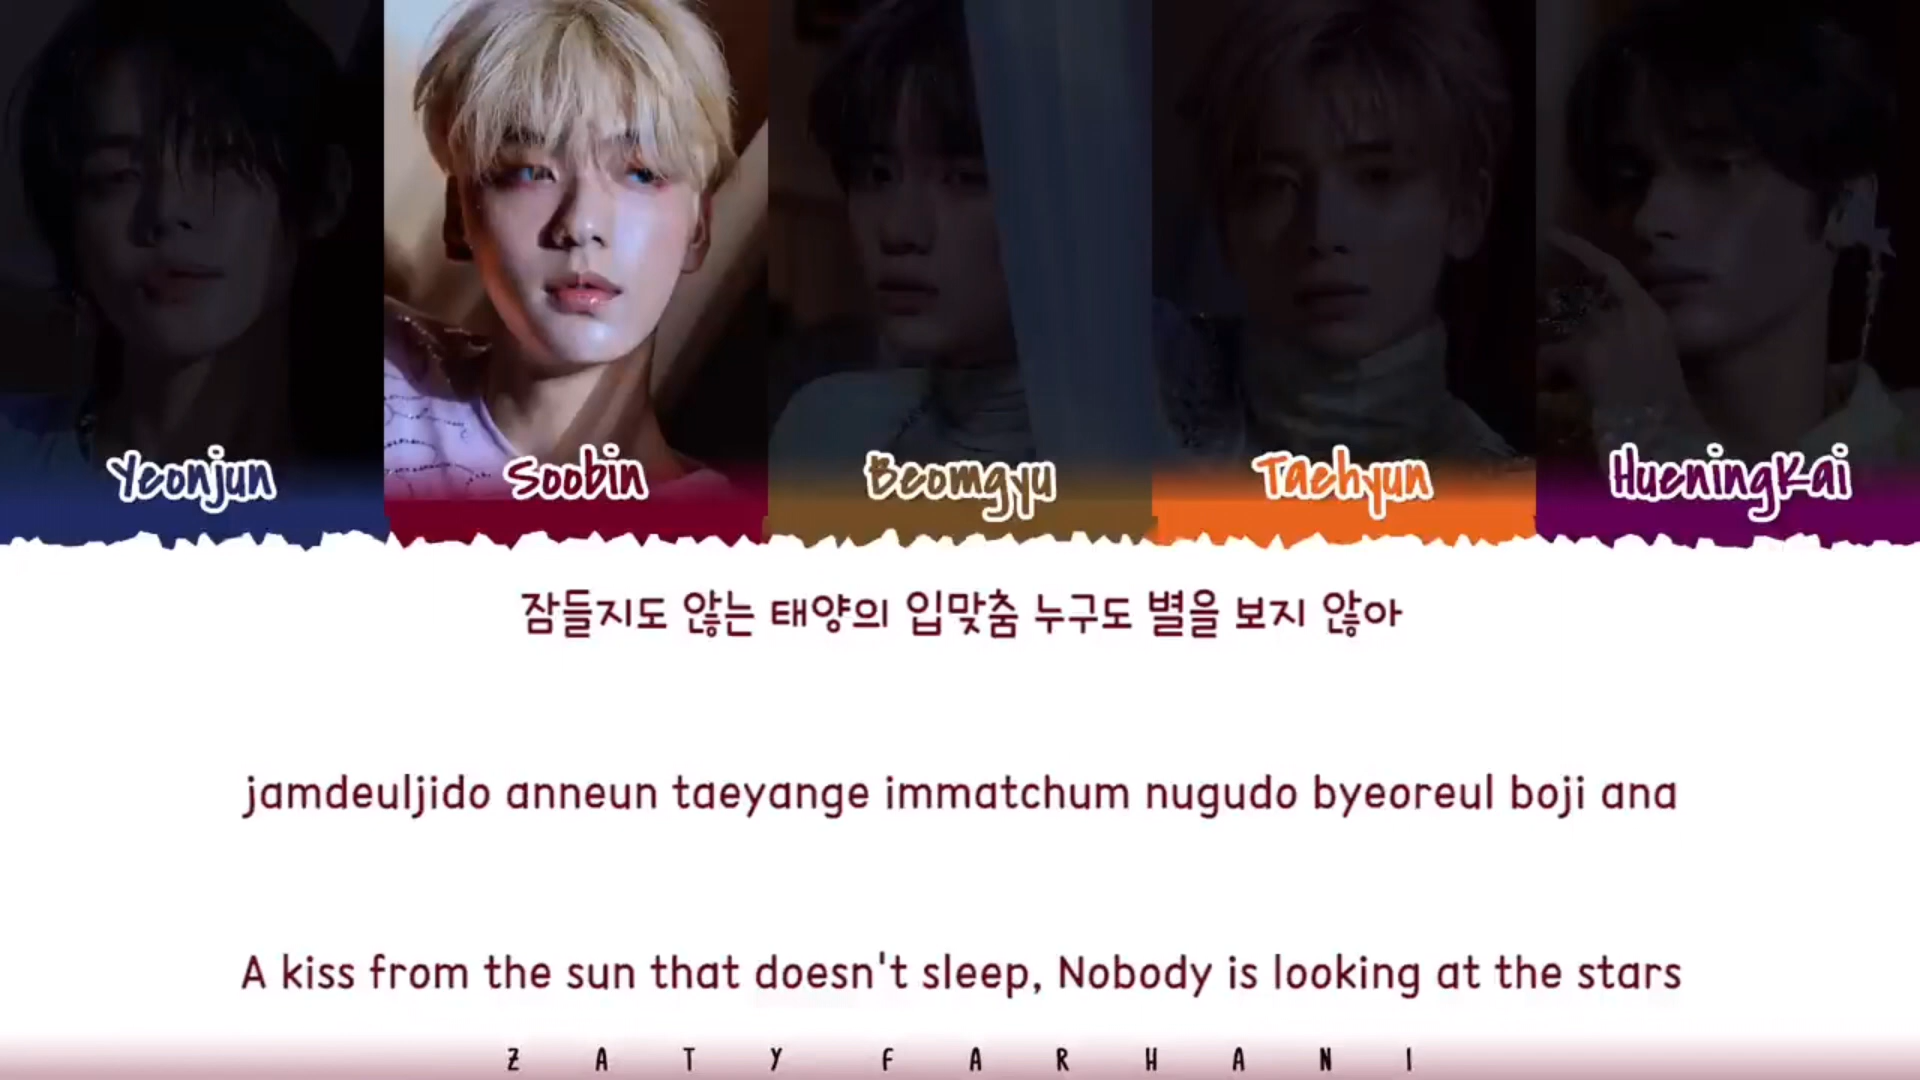 Yeonjun Soobin Beomgyu Taehyun HueningKai
잠들지도 않는 태양의 입맞춤 누구도 별을 보지 않아
jamdeuljido anneun taeyange immatchum nugudo byeoreul boji ana
A kiss from the sun that doesn't sleep, Nobody is looking at the stars
ZATY FARHANI